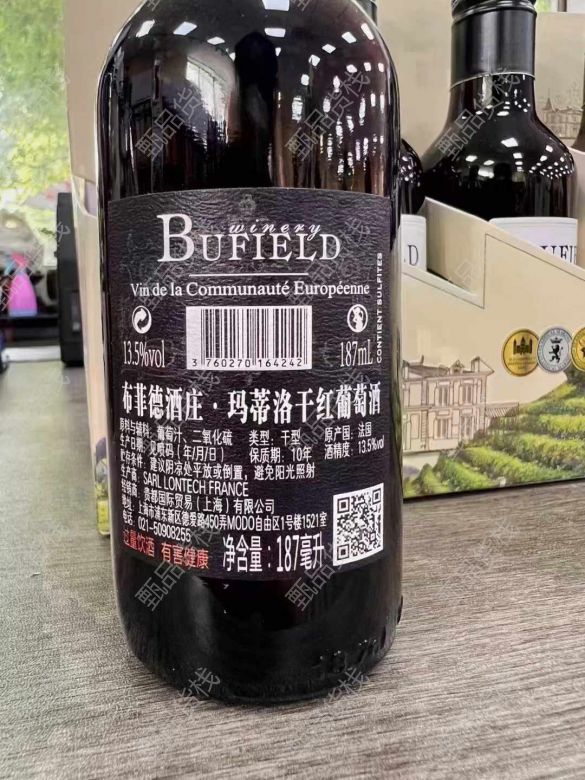 winery
BUFIELD
Vin de la Communauté Européenne
CONTIENT SULFITES
13.5%vol
3 760270 164242
187mL
布菲德酒庄·玛蒂洛干红葡萄酒
原料与辅料：葡萄汁、二氧化硫 类型：干型 原产国：法国
生产日期：见喷码（年/月/日） 保质期：10年 酒精度：13.5%vol
贮存条件：建议阴凉处平放或倒置，避免阳光照射
生产商：SARL LONTECH FRANCE
经销商：贵都国际贸易（上海）有限公司
地址：上海市浦东新区德爱路450弄MODO自由区1号楼1521室
电话：021-50908255
过量饮酒 有害健康
净含量：187毫升
甄品货栈